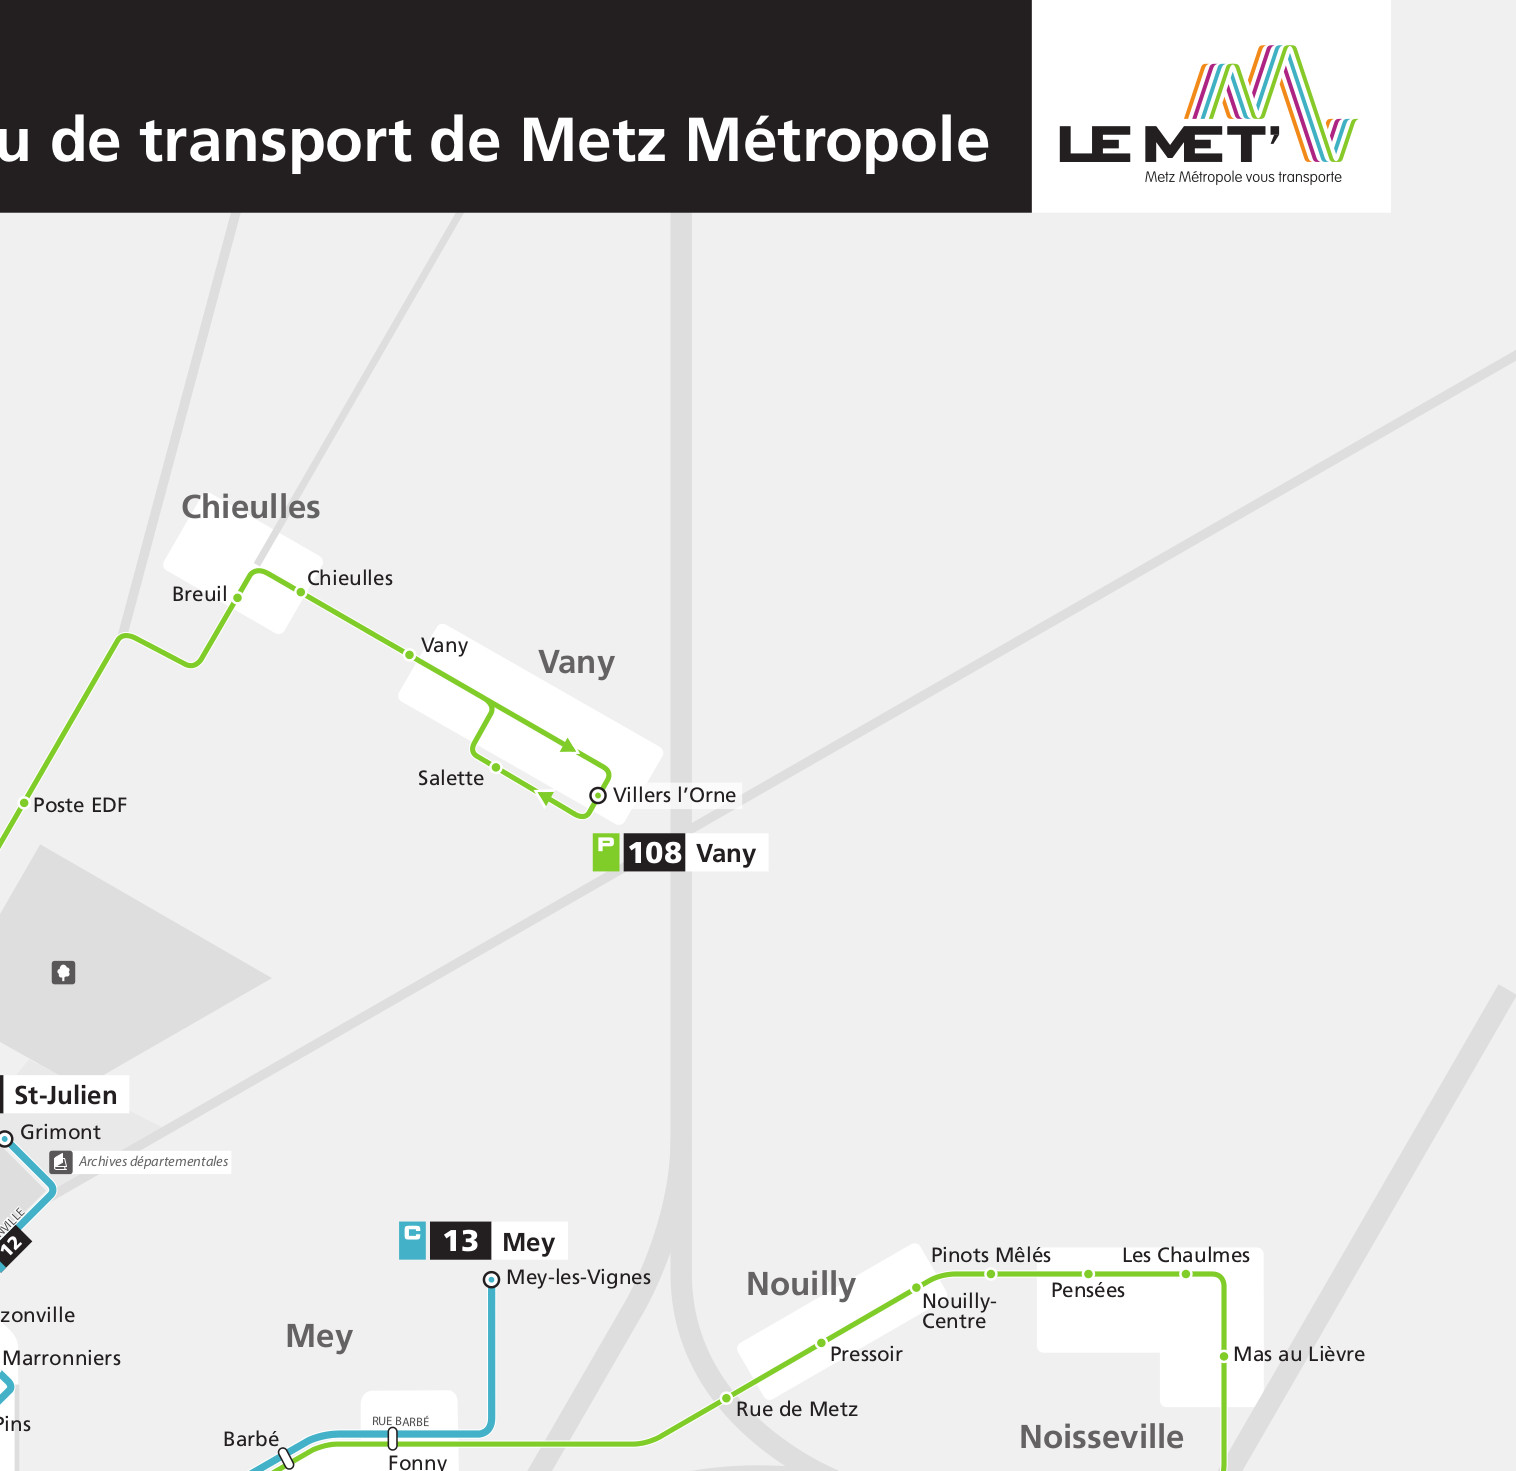 u de transport de Metz Métropole
LE MET'
Metz Métropole vous transporte
Chieulles
Chieulles
Breuil
Vany
Vany
Salette
Villers l’Orne
Poste EDF
P 108 Vany
St-Julien
Grimont
Archives départementales
NVILLE
12
C 13 Mey
Mey-les-Vignes
Pinots Mêlés
Les Chaulmes
Nouilly
Pensées
Nouilly-
Centre
zonville
Mey
Marronniers
Pressoir
Mas au Lièvre
Rue de Metz
Pins
RUE BARBÉ
Barbé
Noisseville
Fonny